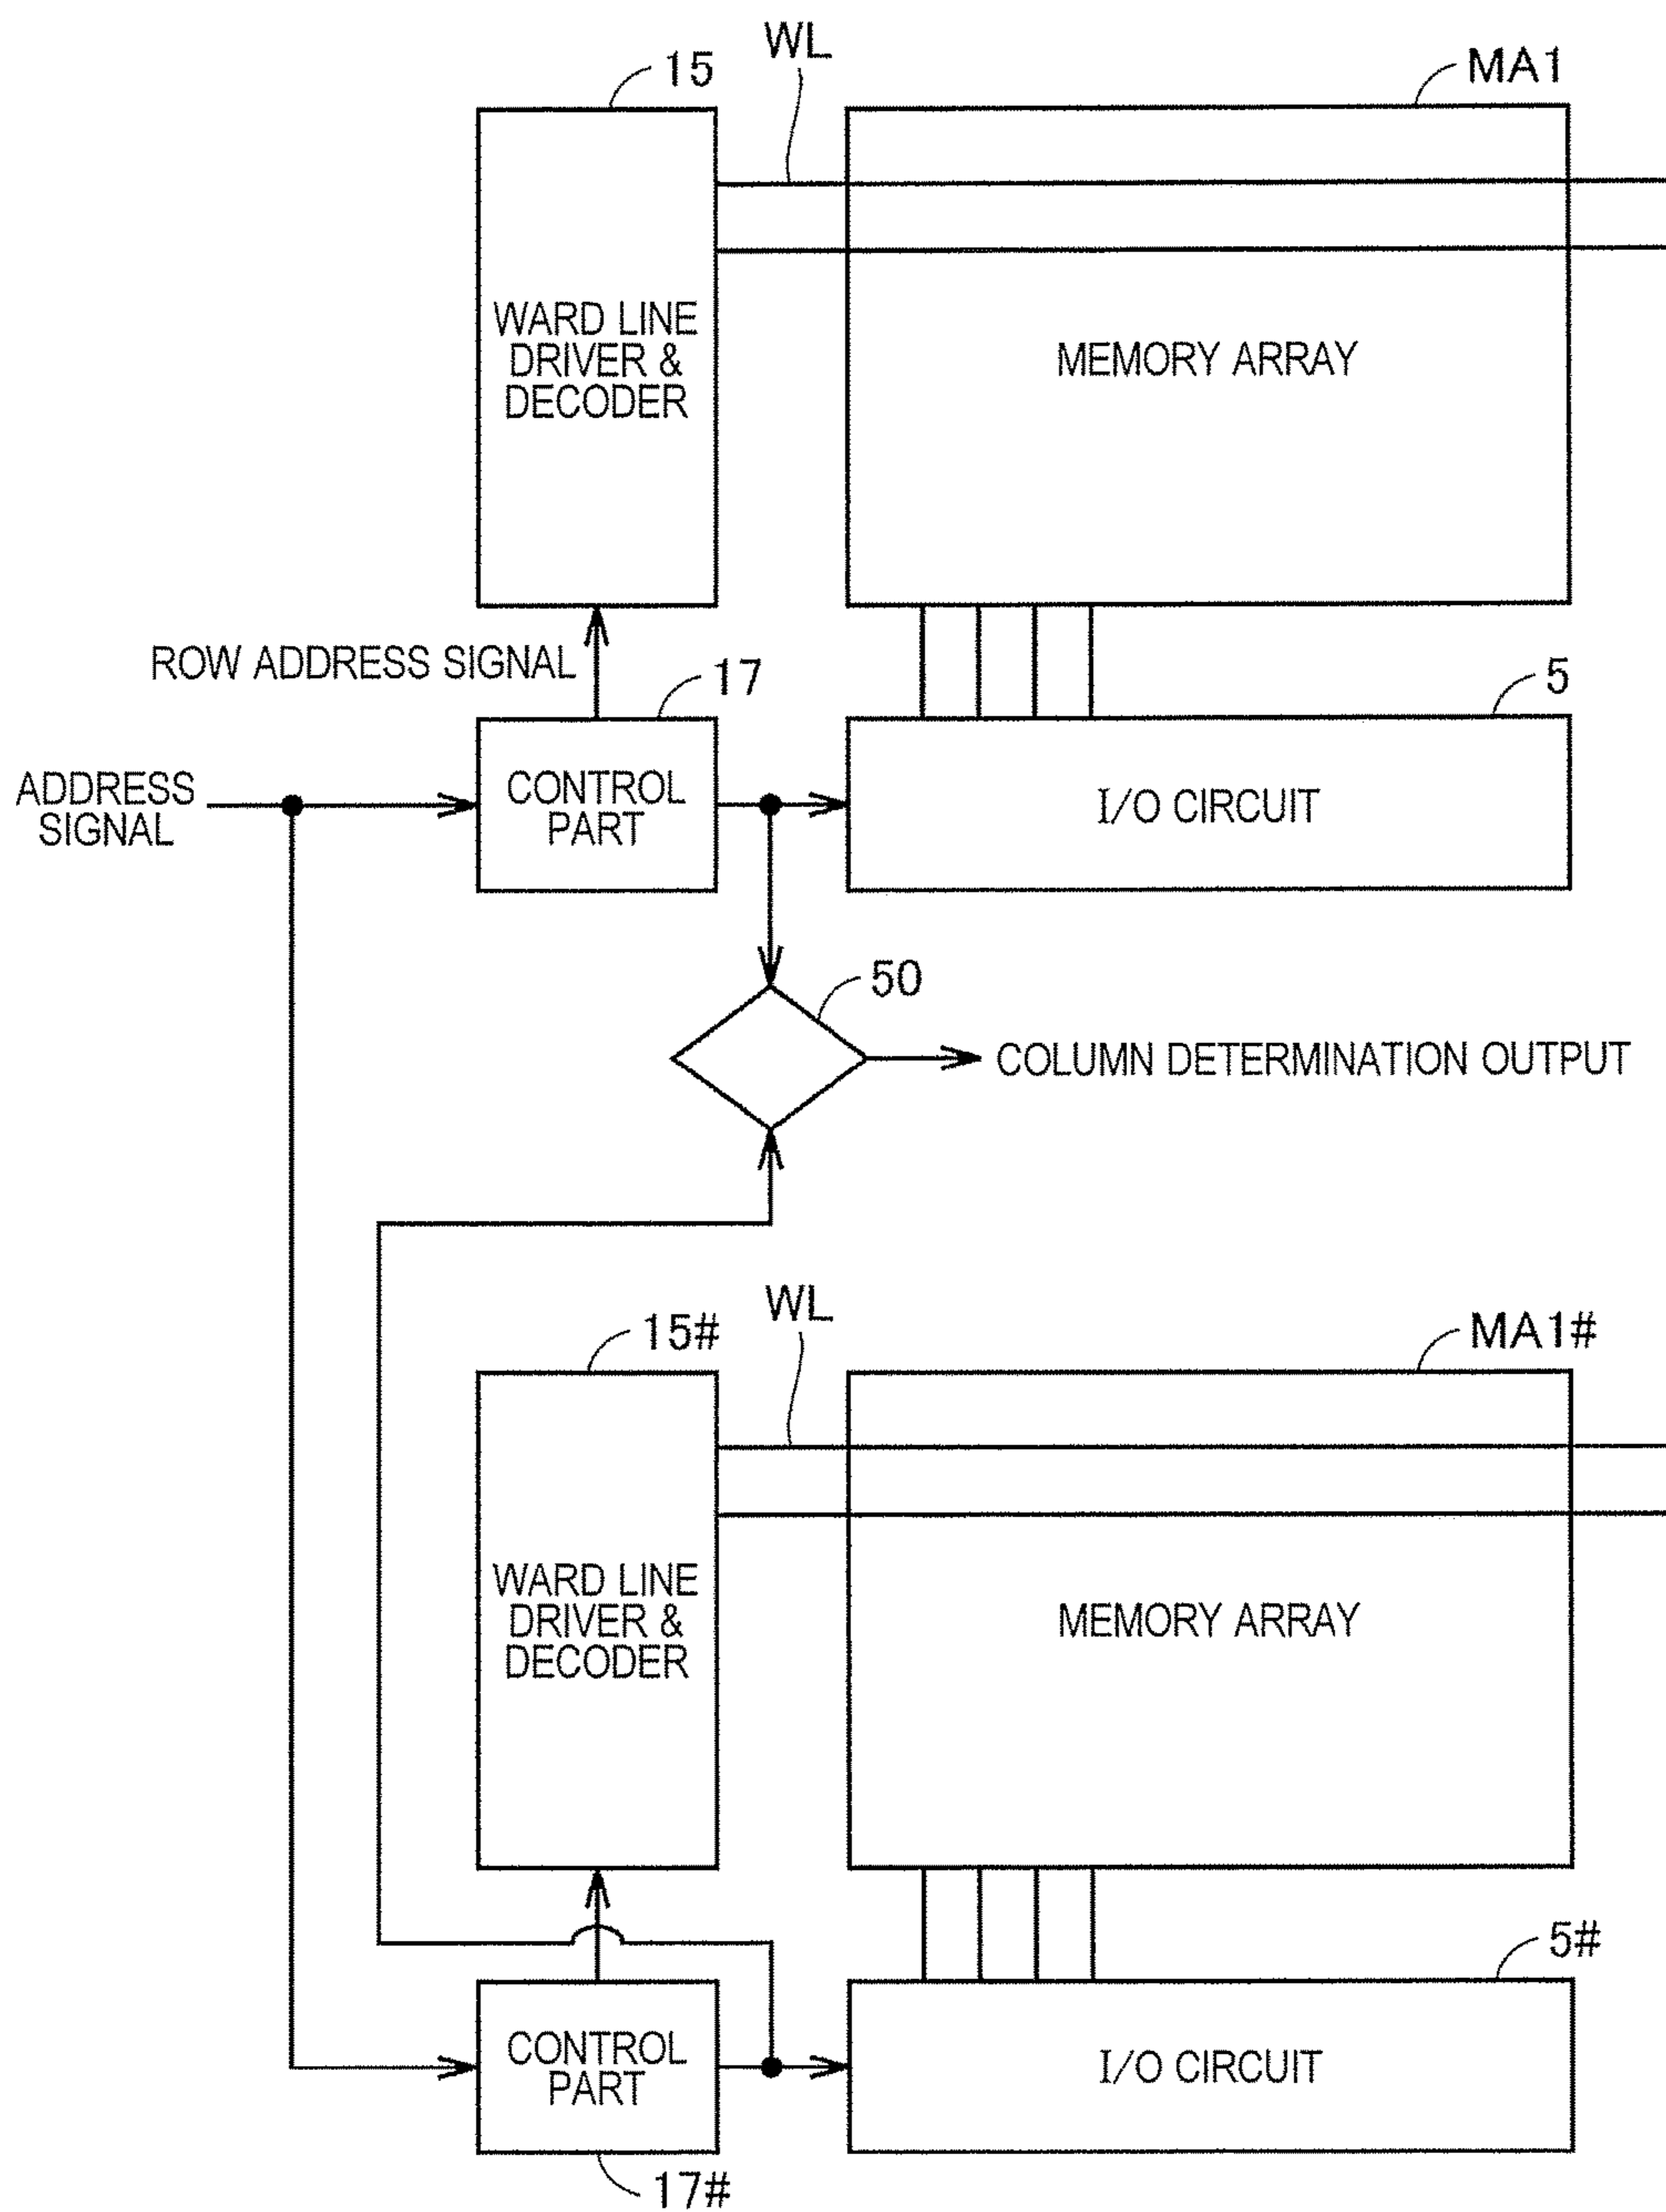 WL
15
MA1
WARD LINE
DRIVER &
DECODER
MEMORY ARRAY
ROW ADDRESS SIGNAL
17
5
ADDRESS
SIGNAL
CONTROL
PART
I/O CIRCUIT
50
COLUMN DETERMINATION OUTPUT
WL
15#
MA1#
WARD LINE
DRIVER &
DECODER
MEMORY ARRAY
5#
CONTROL
PART
I/O CIRCUIT
17#